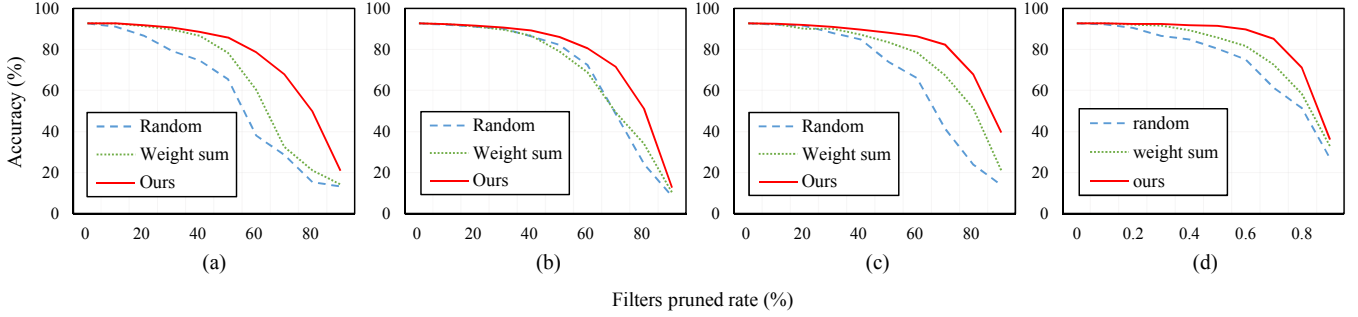 Accuracy (%)
100
80
60
40
20
0
Random
Weight sum
Ours
0 20 40 60 80
(a)
100
80
60
40
20
0
Random
Weight sum
Ours
0 20 40 60 80
(b)
100
80
60
40
20
0
Random
Weight sum
Ours
0 20 40 60 80
(c)
100
80
60
40
20
0
random
weight sum
ours
0 0.2 0.4 0.6 0.8
(d)
Filters pruned rate (%)